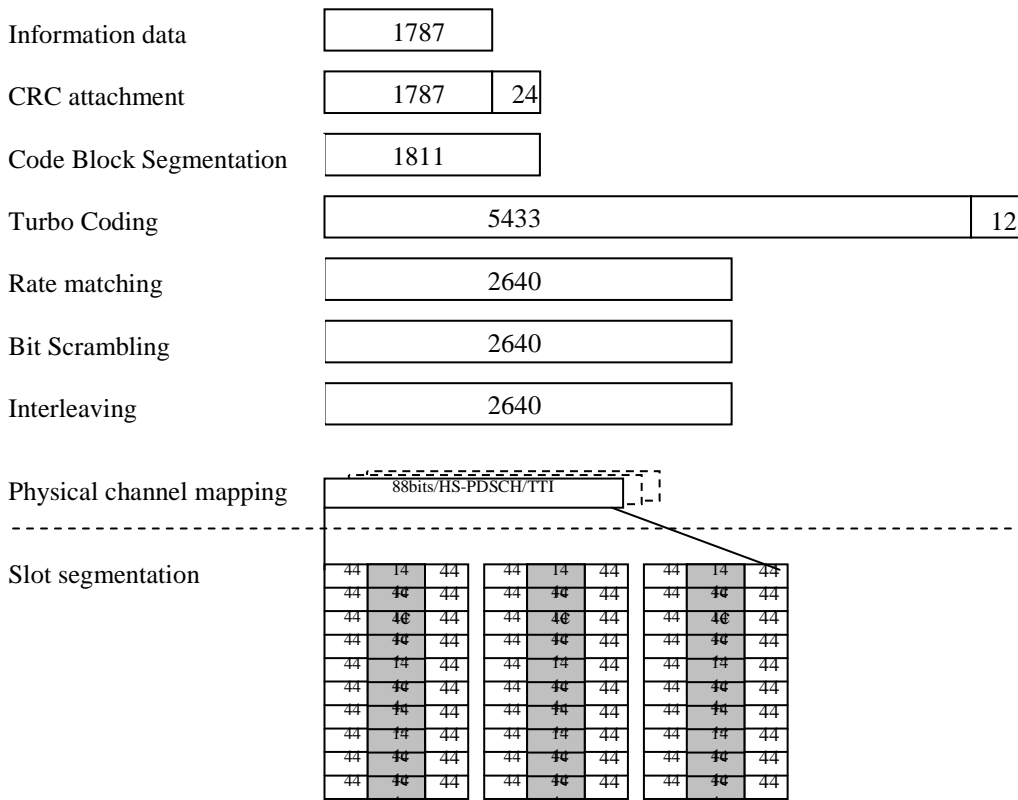 Information data 1787
CRC attachment 1787 24
Code Block Segmentation 1811
Turbo Coding 5433 12
Rate matching 2640
Bit Scrambling 2640
Interleaving 2640
Physical channel mapping 88bits/HS-PDSCH/TTI
Slot segmentation
44 14 44 44 14 44 44 14 44
44 44 44 44 44 44
44 44 44 44 44 44
44 44 44 44 44 44
44 14 44 44 14 44 44 14 44
44 44 44 44 44 44
44 14 44 44 14 44 44 14 44
44 14 44 44 14 44 44 14 44
44 44 44 44 44 44
44 44 44 44 44 44